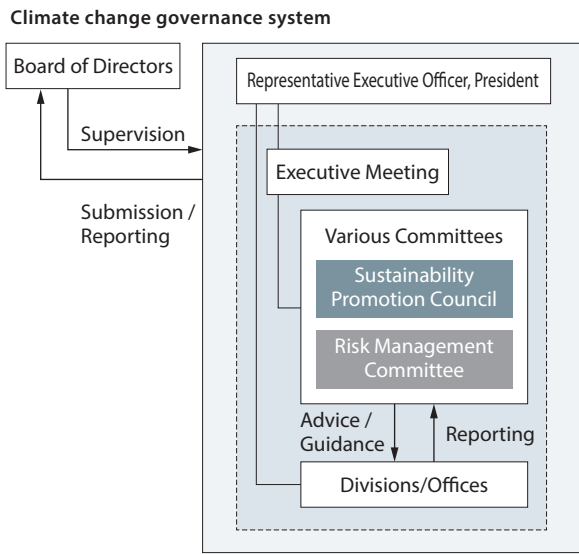 Climate change governance system
Board of Directors
Representative Executive Officer, President
Supervision
Executive Meeting
Submission /
Reporting
Various Committees
Sustainability
Promotion Council
Risk Management
Committee
Advice /
Guidance
Reporting
Divisions/Offices